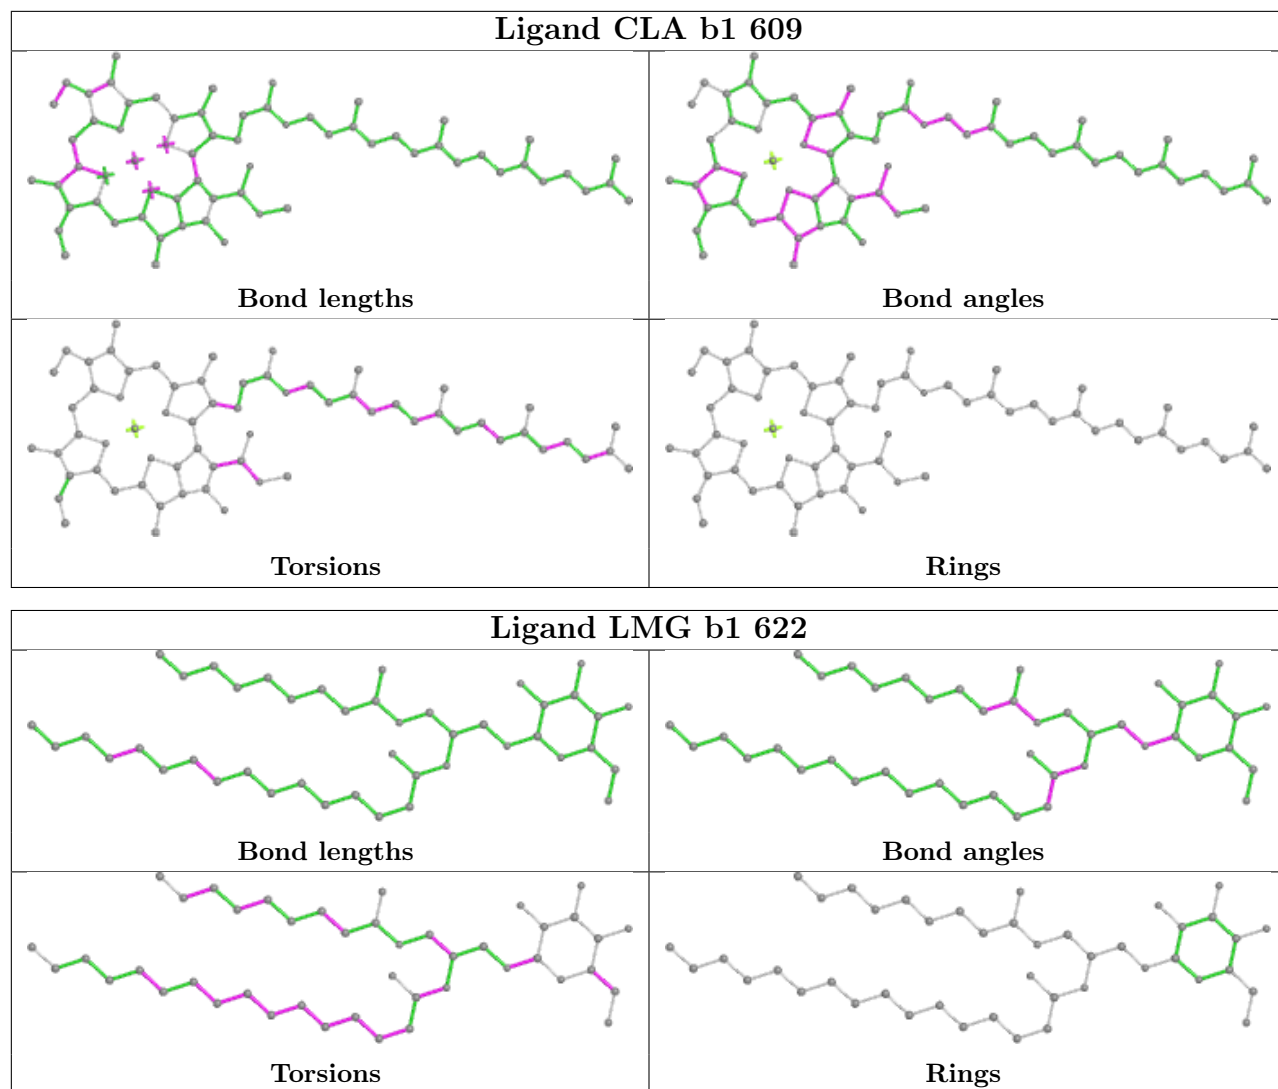 Ligand CLA b1 609
Bond lengths
Bond angles
Torsions
Rings
Ligand LMG b1 622
Bond lengths
Bond angles
Torsions
Rings